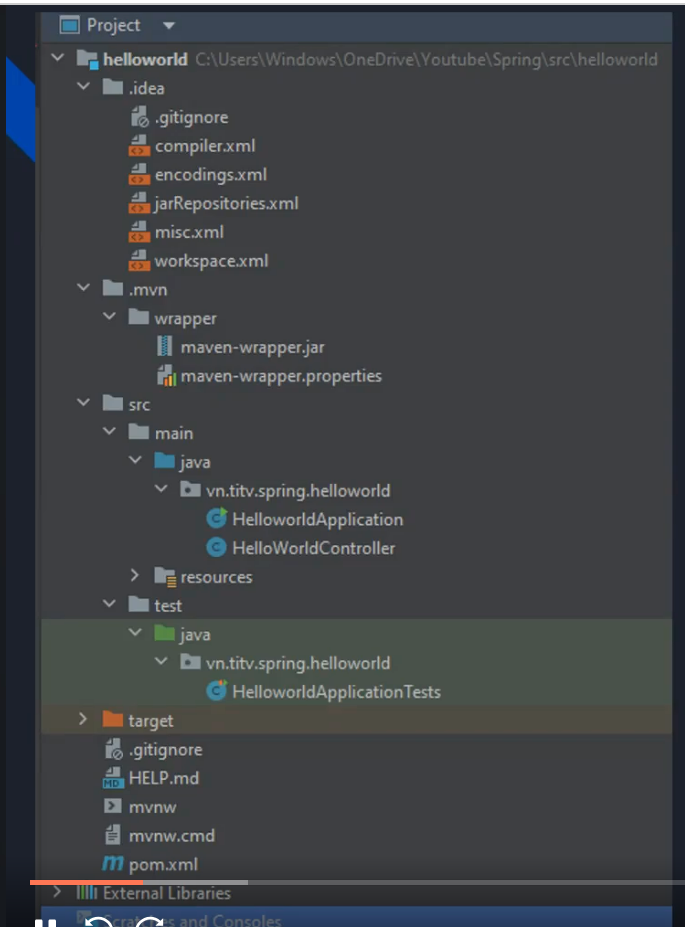 Project
helloworld C:\Users\Windows\OneDrive\Youtube\Spring\src\helloworld
.idea
.gitignore
compiler.xml
encodings.xml
jarRepositories.xml
misc.xml
workspace.xml
.mvn
wrapper
maven-wrapper.jar
maven-wrapper.properties
src
main
java
vn.titv.spring.helloworld
HelloworldApplication
HelloWorldController
resources
test
java
vn.titv.spring.helloworld
HelloworldApplicationTests
target
.gitignore
HELP.md
mvnw
mvnw.cmd
pom.xml
External Libraries
Scratches and Consoles